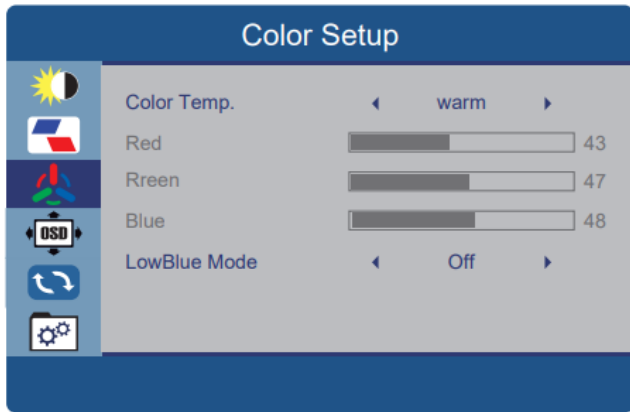 Color Setup
Color Temp. warm
Red 43
Rreen 47
Blue 48
OSD
LowBlue Mode Off